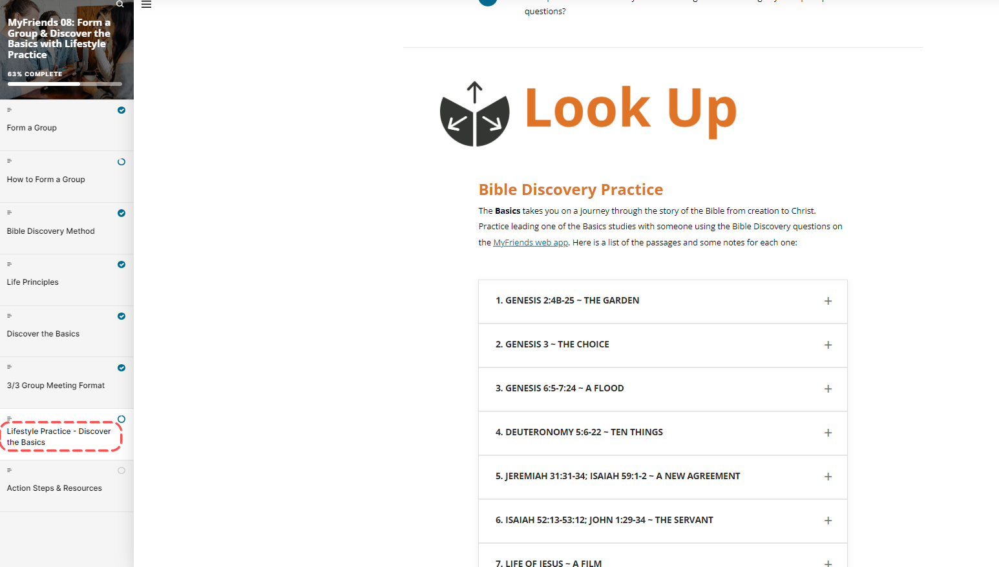 MyFriends 08: Form a
Group & Discover the
Basics with Lifestyle
Practice
63% COMPLETE
Form a Group
How to Form a Group
Bible Discovery Method
Life Principles
Discover the Basics
3/3 Group Meeting Format
Lifestyle Practice - Discover
the Basics
Action Steps & Resources
questions?
Look Up
Bible Discovery Practice
The Basics takes you on a journey through the story of the Bible from creation to Christ.
Practice leading one of the Basics studies with someone using the Bible Discovery questions on
the MyFriends web app. Here is a list of the passages and some notes for each one:
1. GENESIS 2:4B-25 ~ THE GARDEN
2. GENESIS 3 ~ THE CHOICE
3. GENESIS 6:5-7:24 ~ A FLOOD
4. DEUTERONOMY 5:6-22 ~ TEN THINGS
5. JEREMIAH 31:31-34; ISAIAH 59:1-2 ~ A NEW AGREEMENT
6. ISAIAH 52:13-53:12; JOHN 1:29-34 ~ THE SERVANT
7. LIFE OF JESUS ~ A FILM